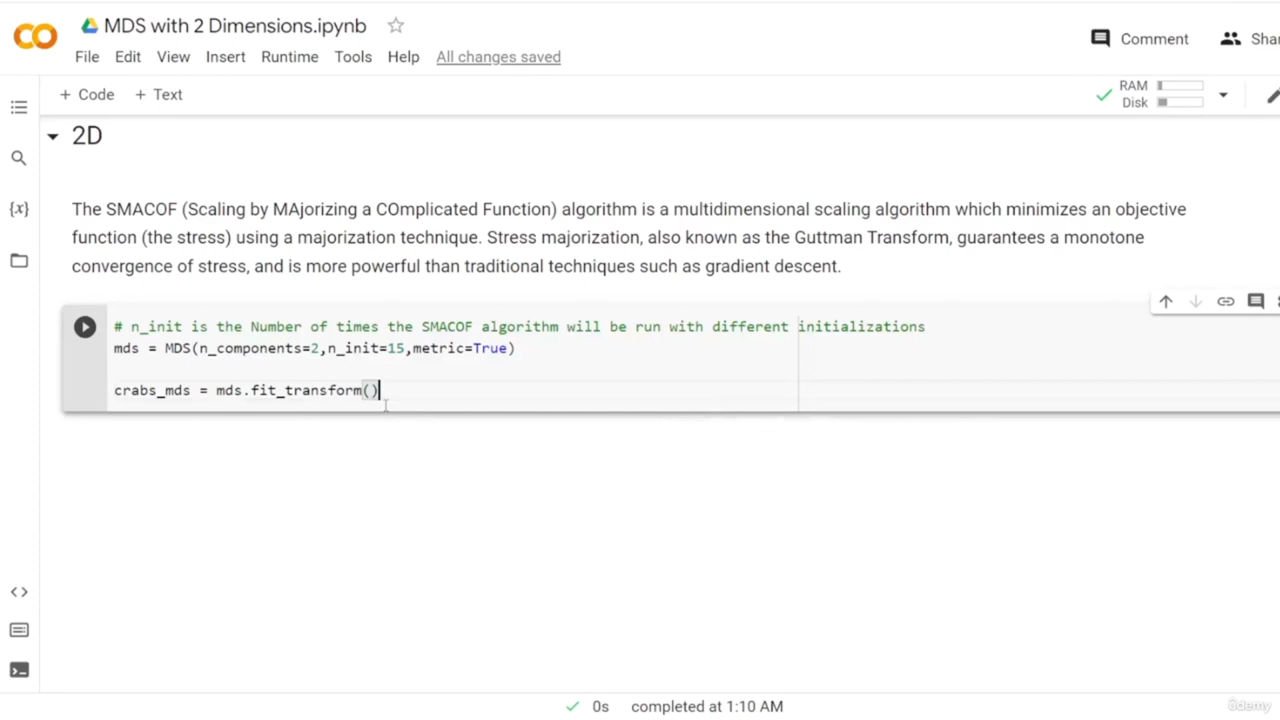 MDS with 2 Dimensions.ipynb
File Edit View Insert Runtime Tools Help All changes saved
Comment
+ Code + Text
RAM
Disk
2D
The SMACOF (Scaling by MAjorizing a COmplicated Function) algorithm is a multidimensional scaling algorithm which minimizes an objective
function (the stress) using a majorization technique. Stress majorization, also known as the Guttman Transform, guarantees a monotone
convergence of stress, and is more powerful than traditional techniques such as gradient descent.
# n_init is the Number of times the SMACOF algorithm will be run with different initializations
mds = MDS(n_components=2,n_init=15,metric=True)
crabs_mds = mds.fit_transform()
{x}
0s completed at 1:10 AM
ûdemy